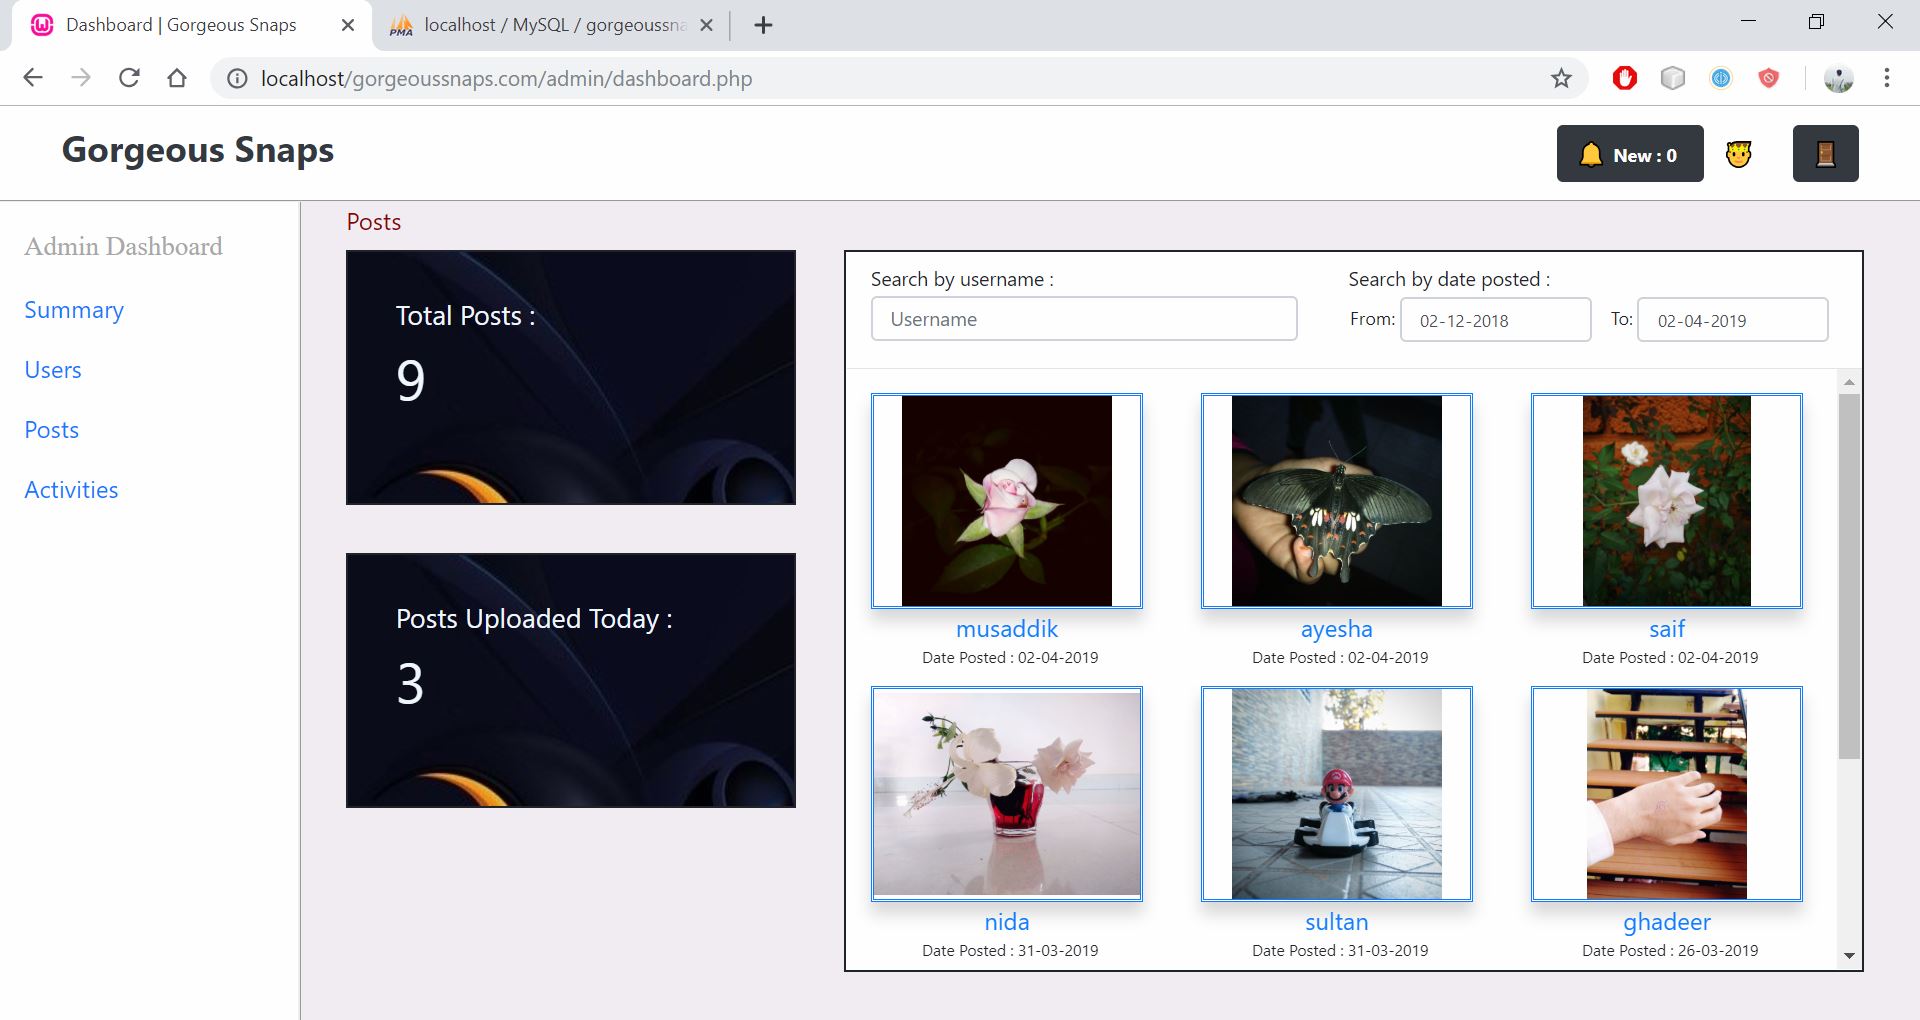 Dashboard | Gorgeous Snaps
localhost / MySQL / gorgeoussna
localhost/gorgeoussnaps.com/admin/dashboard.php
Gorgeous Snaps
New : 0
Admin Dashboard
Summary
Users
Posts
Activities
Posts
Total Posts :
9
Posts Uploaded Today :
3
Search by username :
Username
Search by date posted :
From: 02-12-2018 To: 02-04-2019
musaddik ayesha saif
Date Posted : 02-04-2019 Date Posted : 02-04-2019 Date Posted : 02-04-2019
nida sultan ghadeer
Date Posted : 31-03-2019 Date Posted : 31-03-2019 Date Posted : 26-03-2019